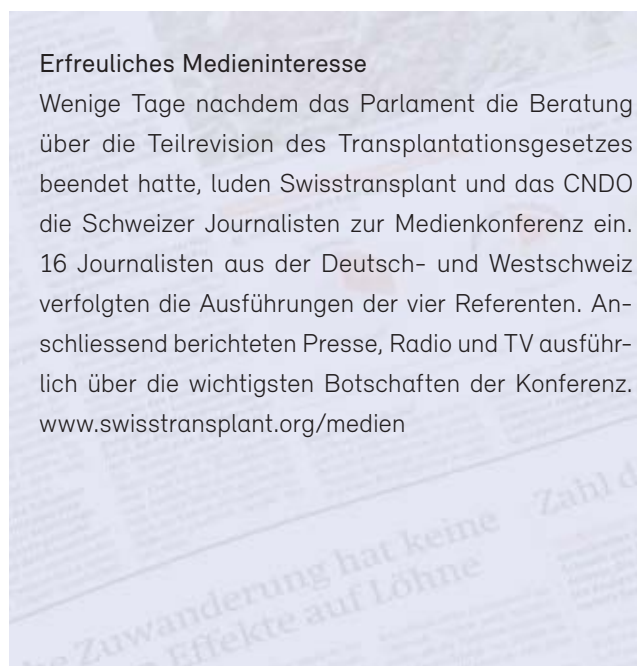 Erfreuliches Medieninteresse
Wenige Tage nachdem das Parlament die Beratung
über die Teilrevision des Transplantationsgesetzes
beendet hatte, luden Swisstransplant und das CNDO
die Schweizer Journalisten zur Medienkonferenz ein.
16 Journalisten aus der Deutsch- und Westschweiz
verfolgten die Ausführungen der vier Referenten. An-
schliessend berichteten Presse, Radio und TV ausführ-
lich über die wichtigsten Botschaften der Konferenz.
www.swisstransplant.org/medien
Zahl d
Zuwanderung hat keine
Effekte auf Löhne